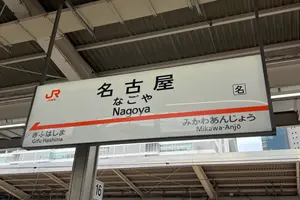 JR
名古屋
名
なごや
Nagoya
ぎふはしま
Gifu-Hashima
みかわあんじょう
Mikawa-Anjō
16